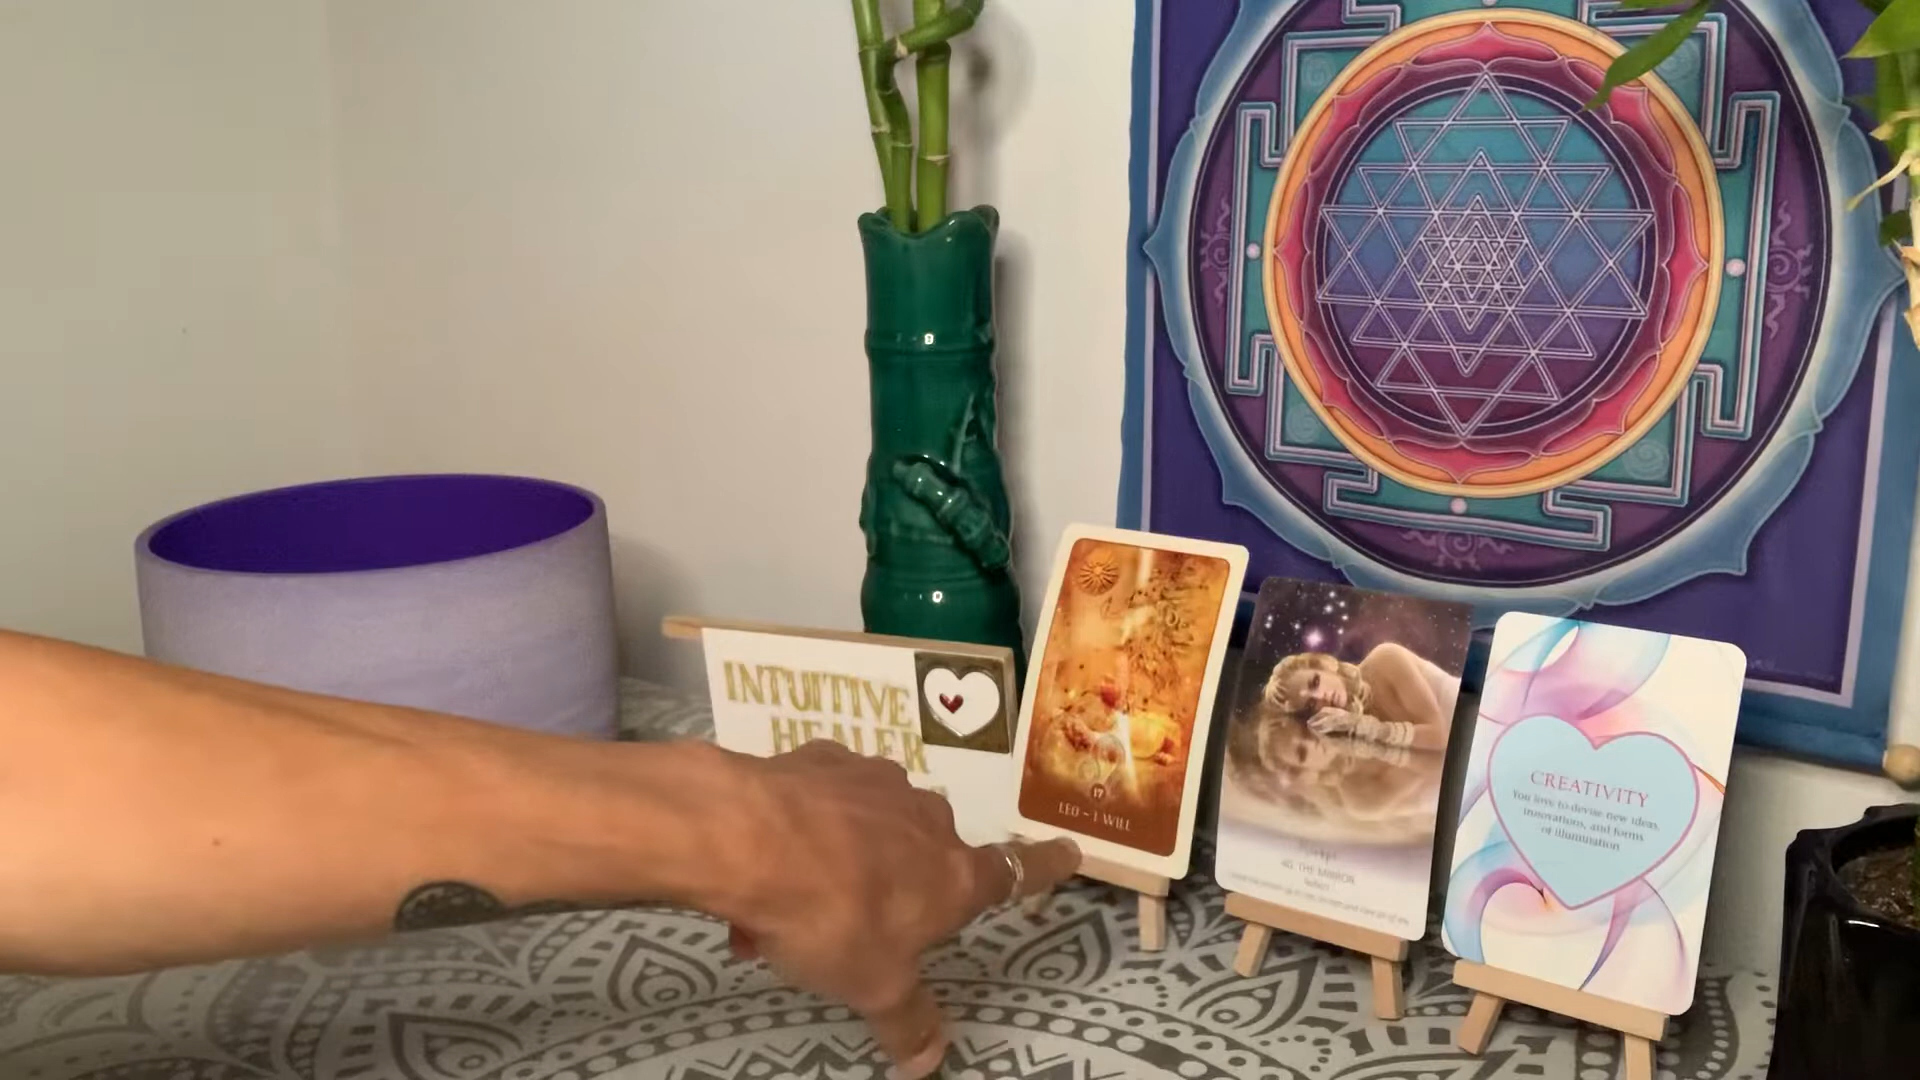 INTUITIVE
HEALER
17
LEO ~ I WILL
40. THE MIRROR
CREATIVITY
You love to devise new ideas,
innovations, and forms
of illumination